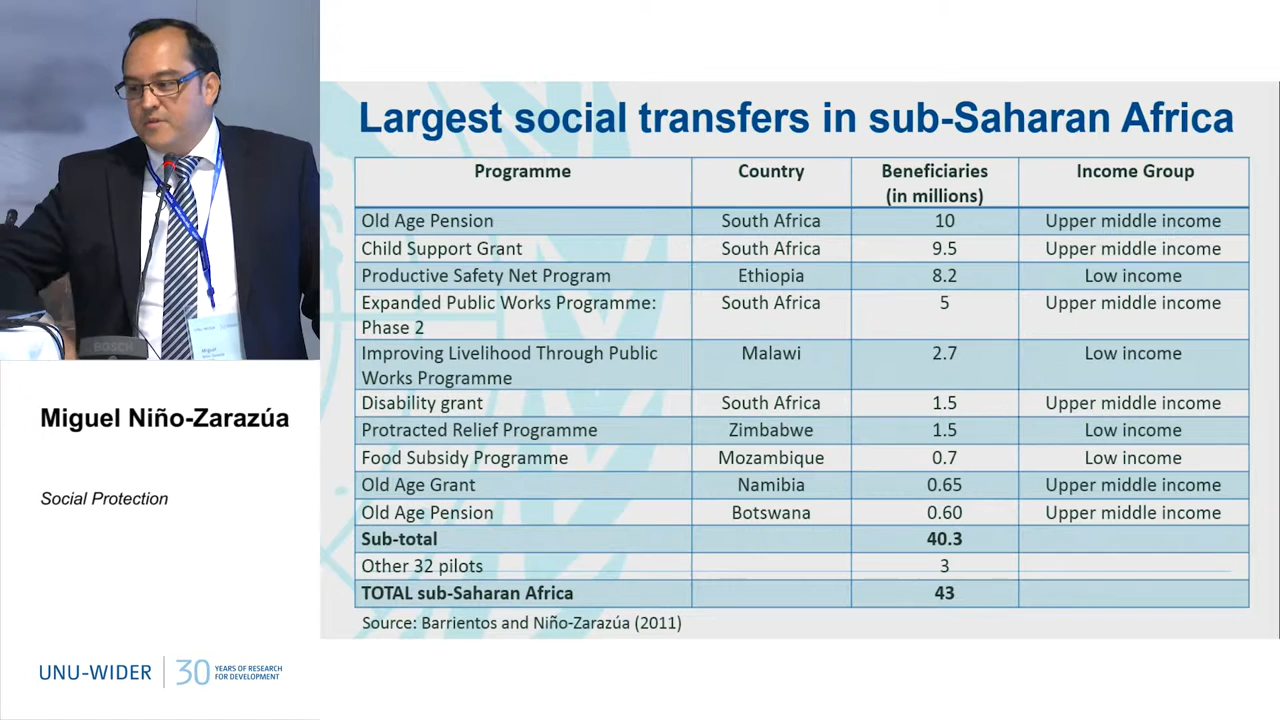 Largest social transfers in sub-Saharan Africa
Programme Country Beneficiaries (in millions) Income Group
Old Age Pension South Africa 10 Upper middle income
Child Support Grant South Africa 9.5 Upper middle income
Productive Safety Net Program Ethiopia 8.2 Low income
Expanded Public Works Programme: Phase 2 South Africa 5 Upper middle income
Improving Livelihood Through Public Works Programme Malawi 2.7 Low income
Disability grant South Africa 1.5 Upper middle income
Protracted Relief Programme Zimbabwe 1.5 Low income
Food Subsidy Programme Mozambique 0.7 Low income
Old Age Grant Namibia 0.65 Upper middle income
Old Age Pension Botswana 0.60 Upper middle income
Sub-total 40.3
Other 32 pilots 3
TOTAL sub-Saharan Africa 43
Source: Barrientos and Niño-Zarazúa (2011)
BOSCH
Miguel
Miguel Niño-Zarazúa
Social Protection
UNU-WIDER
30 YEARS OF RESEARCH
FOR DEVELOPMENT